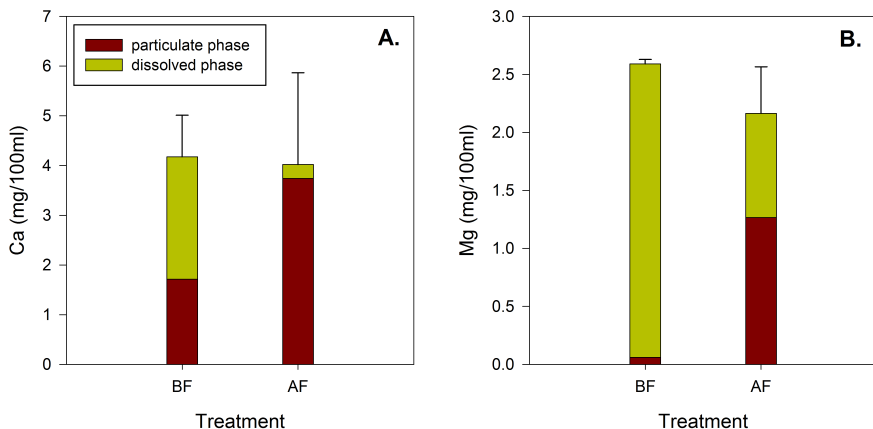 A.
particulate phase
dissolved phase
Ca (mg/100ml)
7
6
5
4
3
2
1
0
BF AF
Treatment
B.
Mg (mg/100ml)
3.0
2.5
2.0
1.5
1.0
0.5
0.0
BF AF
Treatment